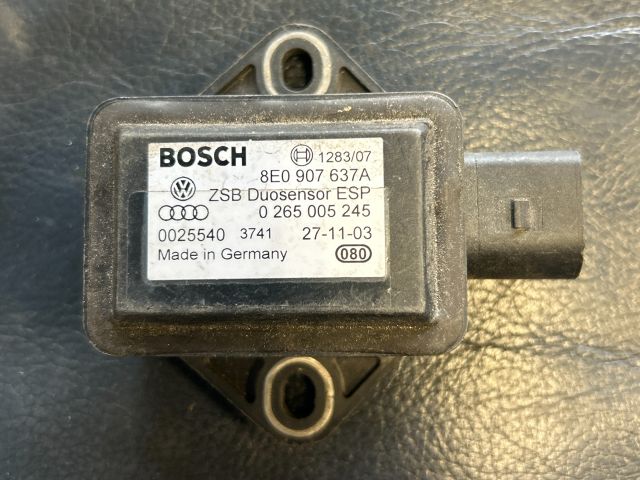 BOSCH 1283/07
8E0 907 637A
ZSB Duosensor ESP
0 265 005 245
0025540 3741 27-11-03
Made in Germany 080